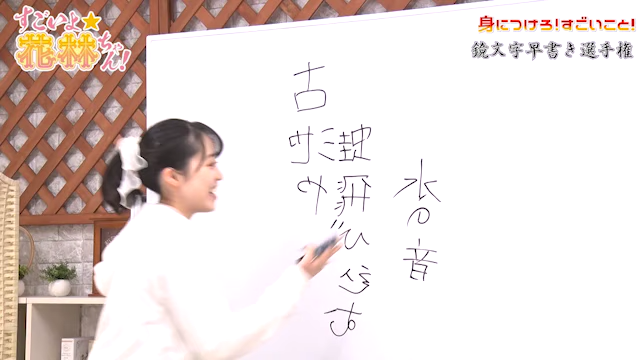 すごいよ★
花林ちゃん!
身につけろ!すごいこと!
鏡文字早書き選手権
古池や
蛙飛び込む
水の音